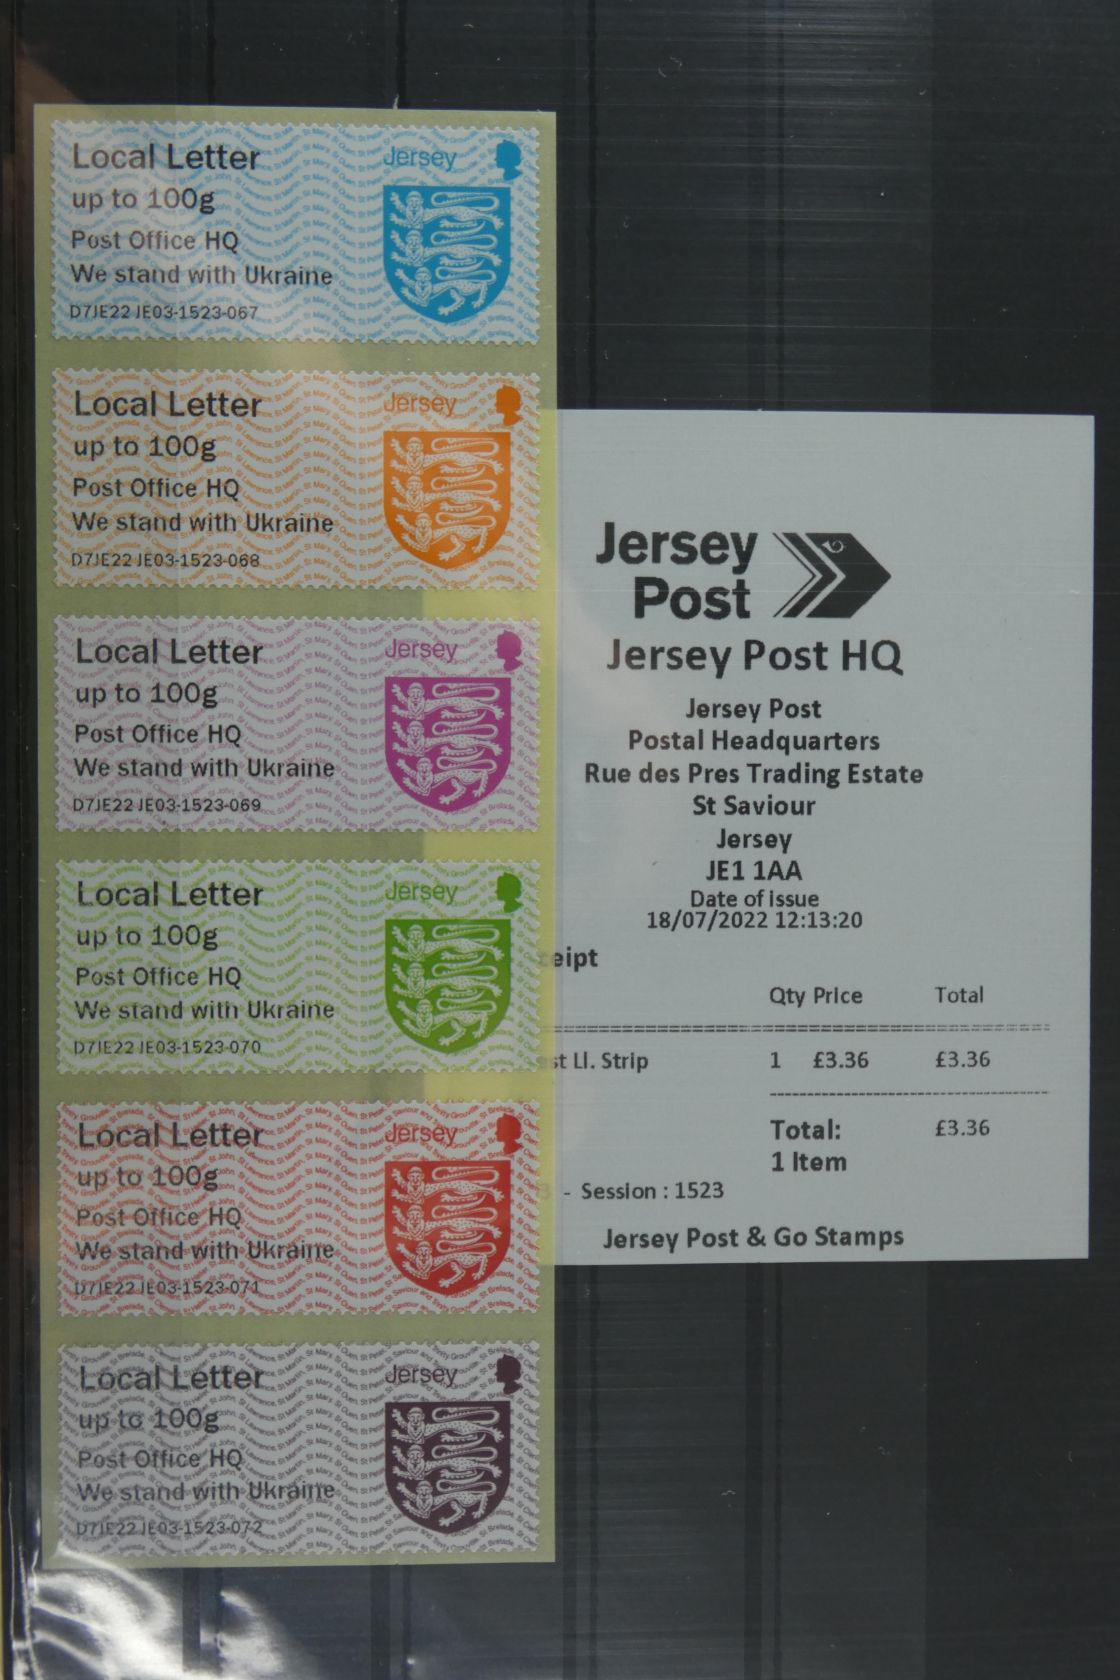 Local Letter
Jersey
up to 100g
Post Office HQ
We stand with Ukraine
D7JE22 JE03-1523-067
Local Letter
Jersey
up to 100g
Post Office HQ
We stand with Ukraine
D7JE22 JE03-1523-068
Local Letter
Jersey
up to 100g
Post Office HQ
We stand with Ukraine
D7JE22 JE03-1523-069
Local Letter
Jersey
up to 100g
Post Office HQ
We stand with Ukraine
D7JE22 JE03-1523-070
Local Letter
Jersey
up to 100g
Post Office HQ
We stand with Ukraine
D7JE22 JE03-1523-071
Local Letter
Jersey
up to 100g
Post Office HQ
We stand with Ukraine
D7JE22 JE03-1523-072
Jersey
Post
Jersey Post HQ
Jersey Post
Postal Headquarters
Rue des Pres Trading Estate
St Saviour
Jersey
JE1 1AA
Date of issue
18/07/2022 12:13:20
eipt
Qty Price Total
st Ll. Strip 1 £3.36 £3.36
Total: £3.36
1 Item
- Session : 1523
Jersey Post & Go Stamps